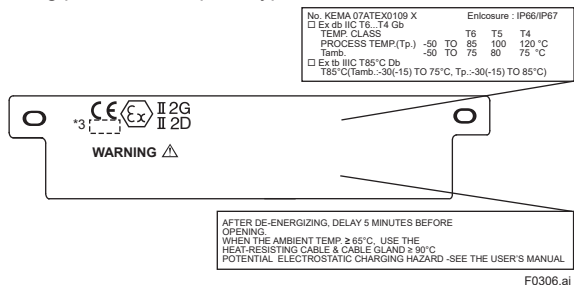 No. KEMA 07ATEX0109 X Enlcosure : IP66/IP67
□ Ex db IIC T6...T4 Gb
TEMP. CLASS T6 T5 T4
PROCESS TEMP.(Tp.) -50 TO 85 100 120 °C
Tamb. -50 TO 75 80 75 °C
□ Ex tb IIIC T85°C Db
T85°C(Tamb.:-30(-15) TO 75°C, Tp.:-30(-15) TO 85°C)
*3 CE Ex II 2G
II 2D
WARNING ⚠
AFTER DE-ENERGIZING, DELAY 5 MINUTES BEFORE
OPENING.
WHEN THE AMBIENT TEMP. ≥ 65°C, USE THE
HEAT-RESISTING CABLE & CABLE GLAND ≥ 90°C
POTENTIAL ELECTROSTATIC CHARGING HAZARD -SEE THE USER'S MANUAL
F0306.ai